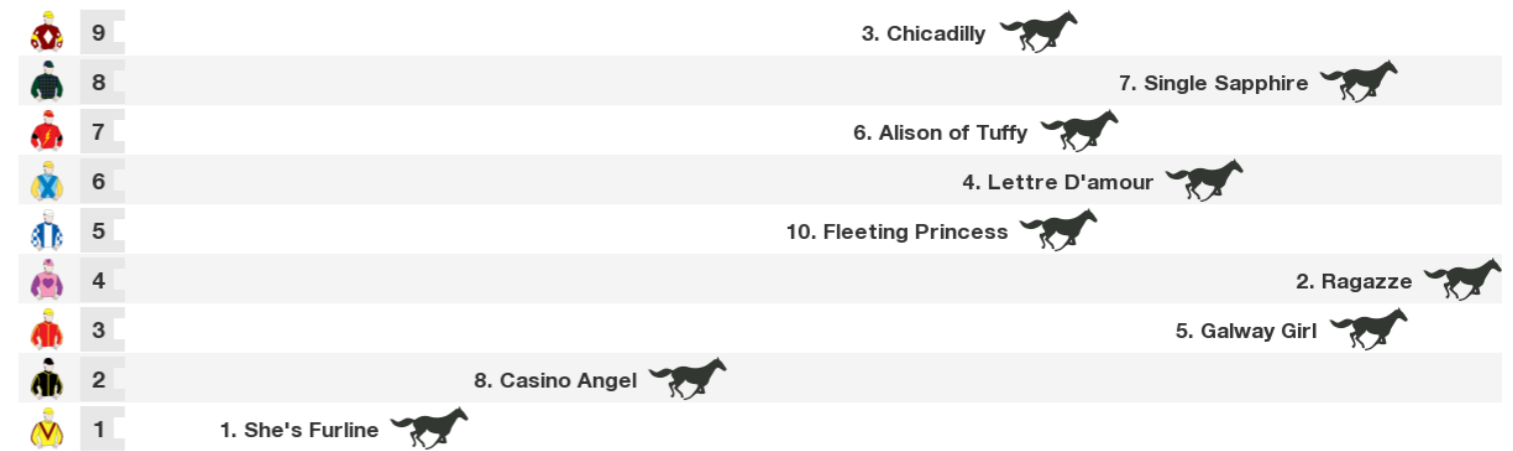 9 3. Chicadilly
8 7. Single Sapphire
7 6. Alison of Tuffy
6 4. Lettre D'amour
5 10. Fleeting Princess
4 2. Ragazze
3 5. Galway Girl
2 8. Casino Angel
1 1. She's Furline